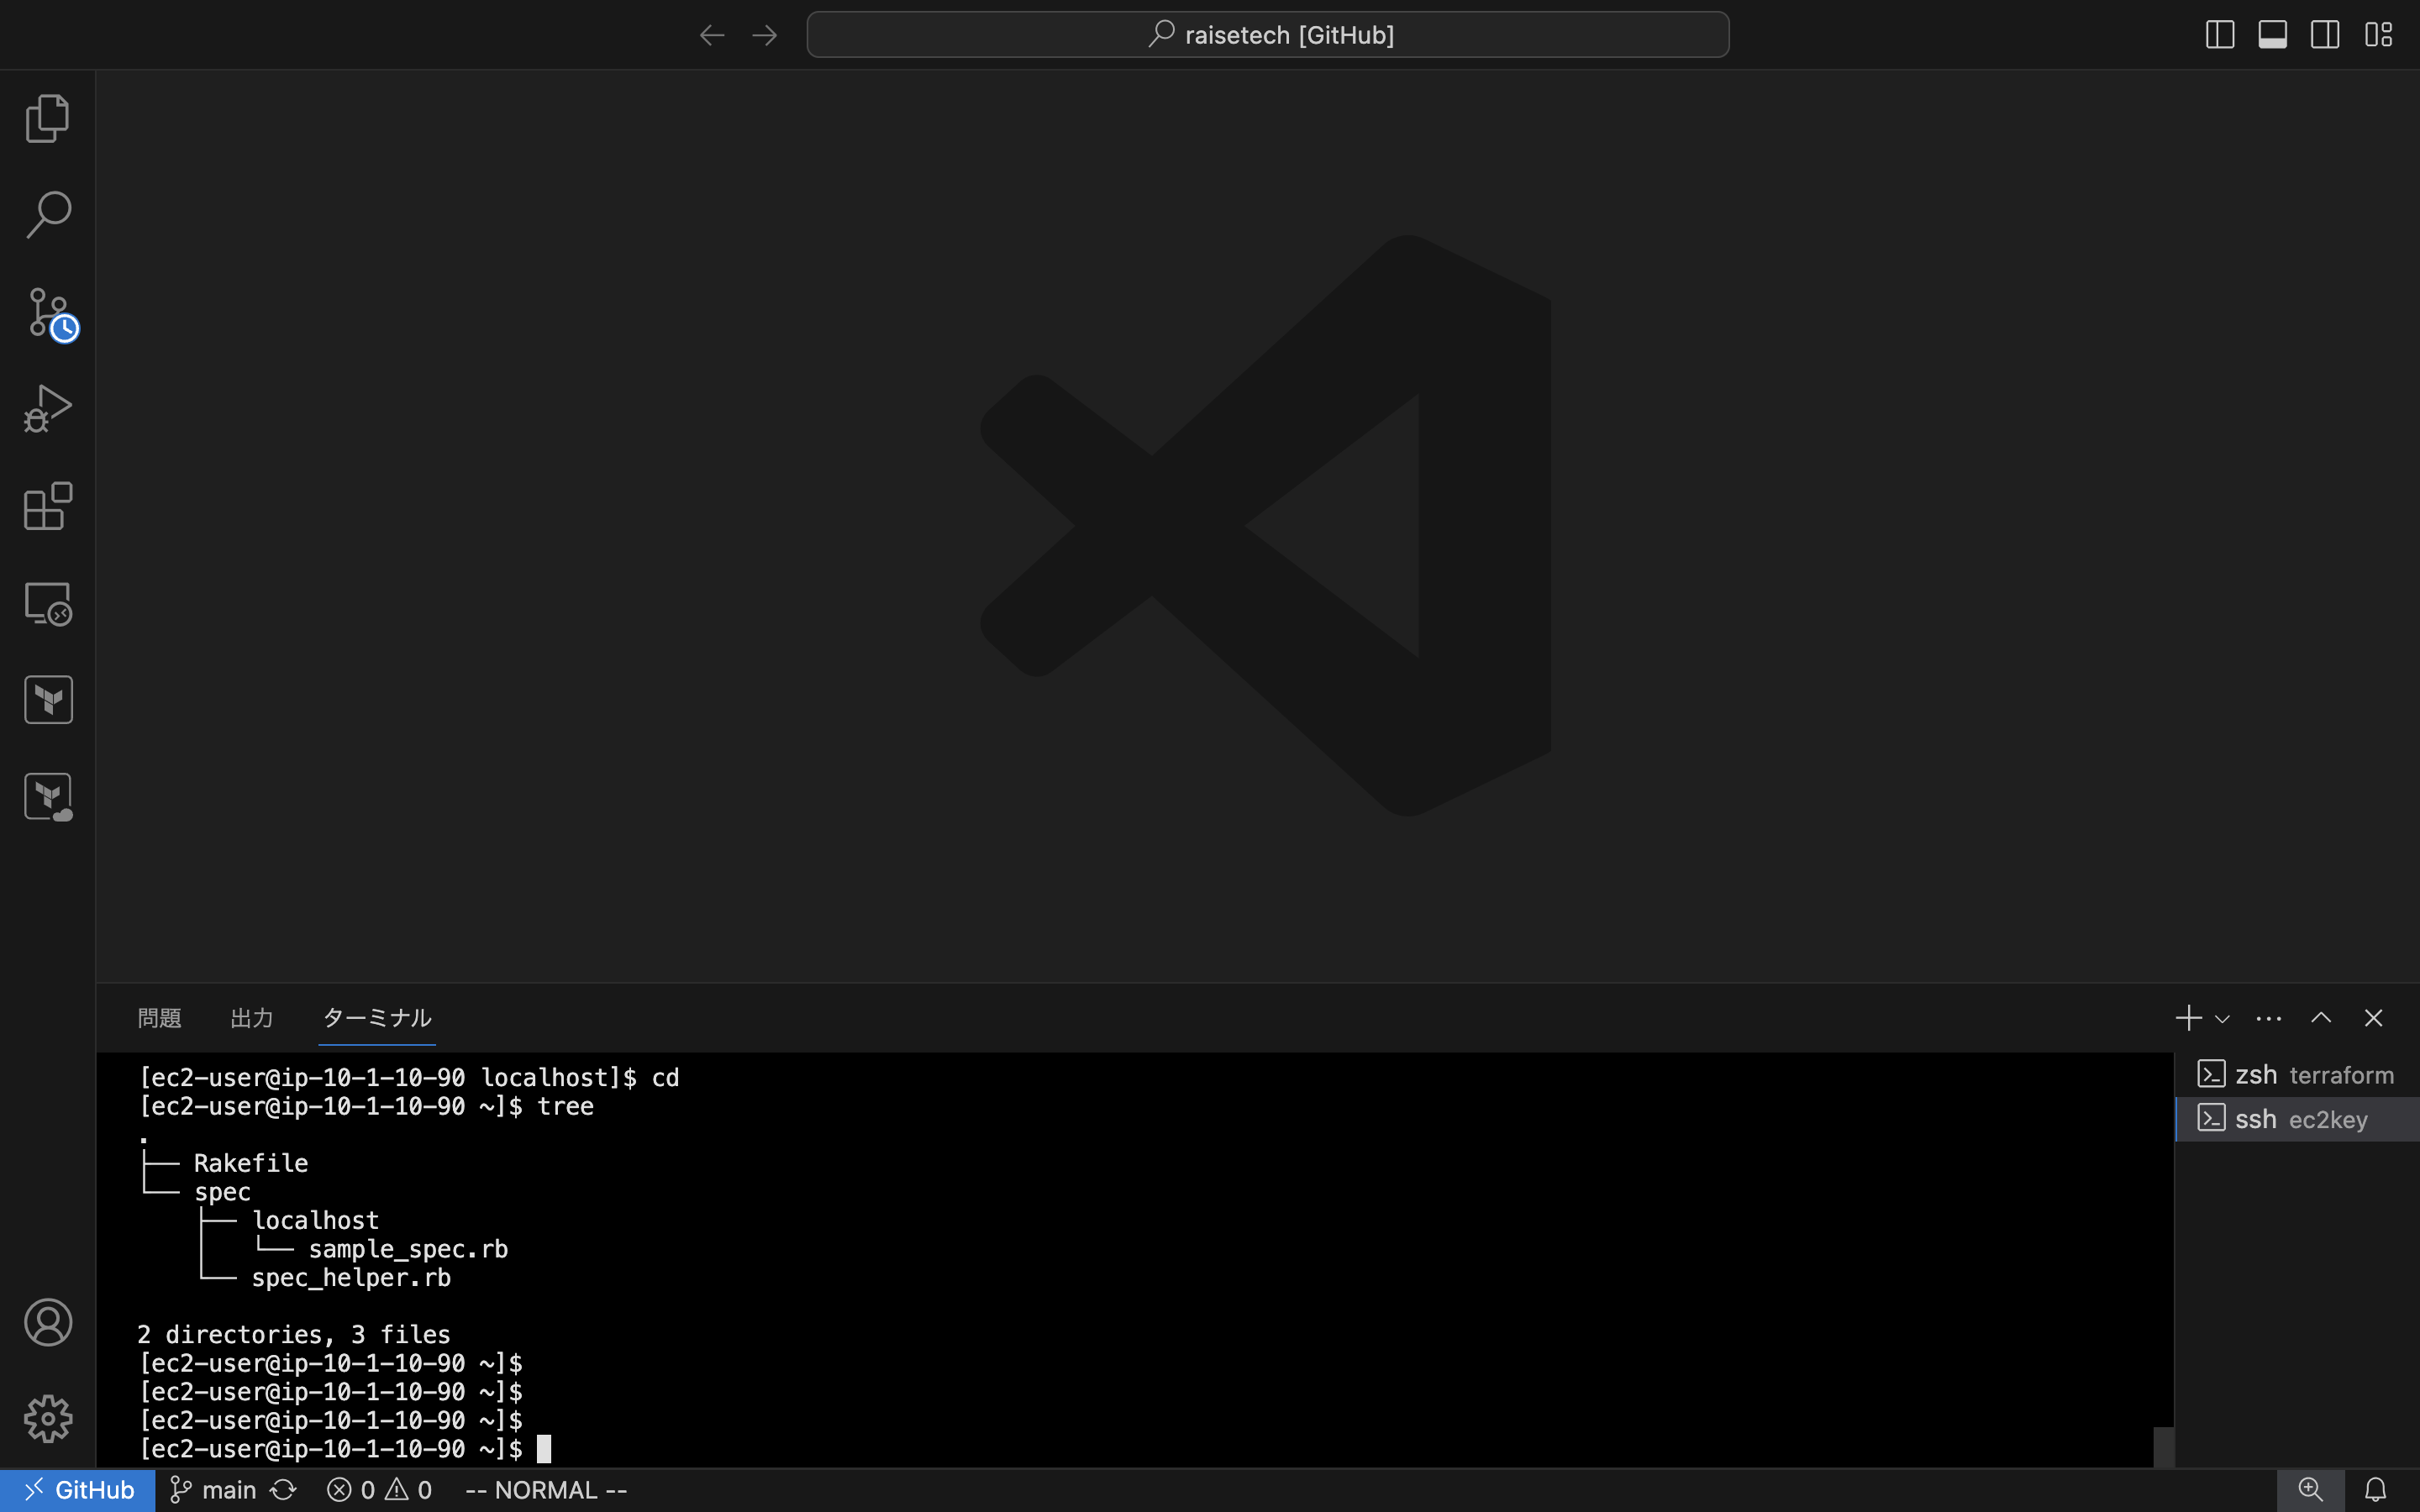 raisetech [GitHub]
問題 出力 ターミナル
[ec2-user@ip-10-1-10-90 localhost]$ cd
[ec2-user@ip-10-1-10-90 ~]$ tree
.
├── Rakefile
└── spec
    ├── localhost
    │   └── sample_spec.rb
    └── spec_helper.rb
2 directories, 3 files
[ec2-user@ip-10-1-10-90 ~]$
[ec2-user@ip-10-1-10-90 ~]$
[ec2-user@ip-10-1-10-90 ~]$
[ec2-user@ip-10-1-10-90 ~]$
zsh terraform
ssh ec2key
GitHub main 0 0 -- NORMAL --